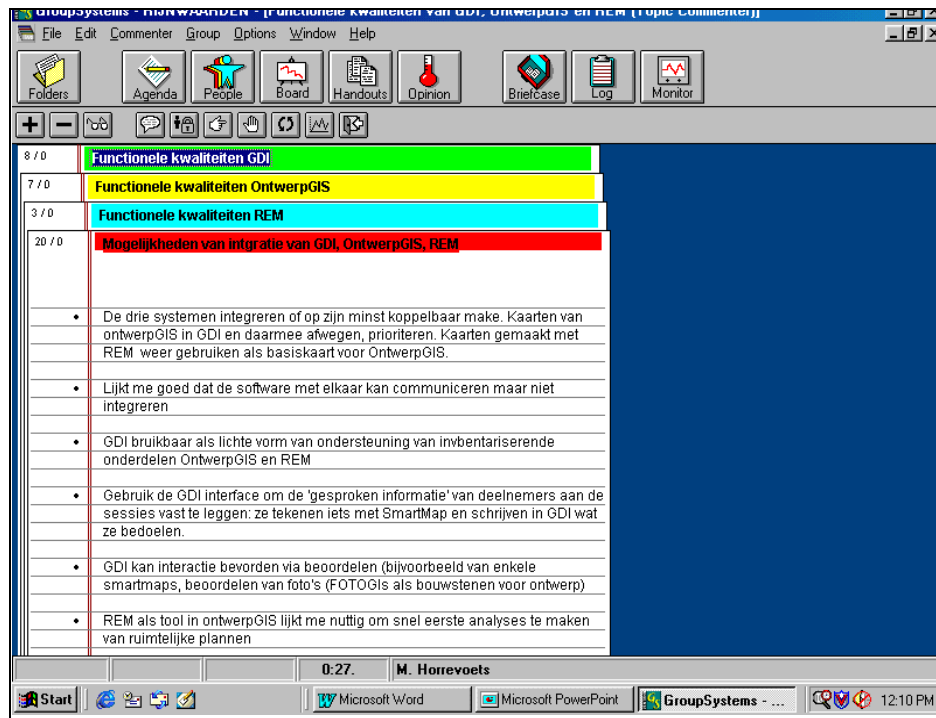 GroupSystems - RIJNWAARDEN - [Functionele kwaliteiten van GDI, OntwerpGIS en REM (Topic Commenter)]
File Edit Commenter Group Options Window Help
Folders Agenda People Board Handouts Opinion Briefcase Log Monitor
8 / 0 Functionele kwaliteiten GDI
7 / 0 Functionele kwaliteiten OntwerpGIS
3 / 0 Functionele kwaliteiten REM
20 / 0 Mogelijkheden van intgratie van GDI, OntwerpGIS, REM
• De drie systemen integreren of op zijn minst koppelbaar make. Kaarten van
ontwerpGIS in GDI en daarmee afwegen, prioriteren. Kaarten gemaakt met
REM weer gebruiken als basiskaart voor OntwerpGIS.
• Lijkt me goed dat de software met elkaar kan communiceren maar niet
integreren
• GDI bruikbaar als lichte vorm van ondersteuning van invbentariserende
onderdelen OntwerpGIS en REM
• Gebruik de GDI interface om de 'gesproken informatie' van deelnemers aan de
sessies vast te leggen: ze tekenen iets met SmartMap en schrijven in GDI wat
ze bedoelen.
• GDI kan interactie bevorden via beoordelen (bijvoorbeeld van enkele
smartmaps, beoordelen van foto's (FOTOGIs als bouwstenen voor ontwerp)
• REM als tool in ontwerpGIS lijkt me nuttig om snel eerste analyses te maken
van ruimtelijke plannen
0:27. M. Horrevoets
Start Microsoft Word Microsoft PowerPoint GroupSystems - ... 12:10 PM